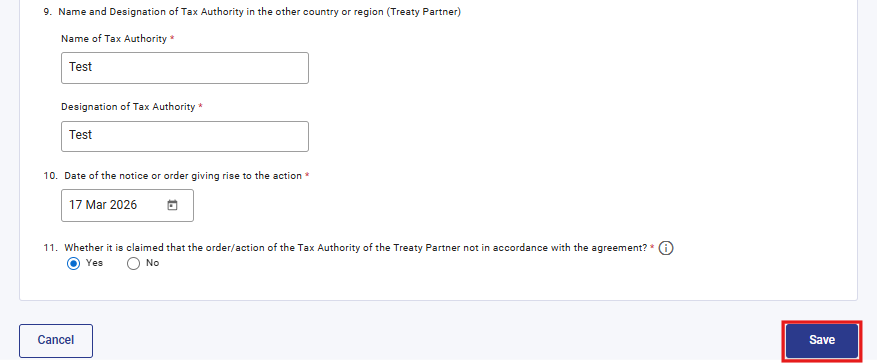 9. Name and Designation of Tax Authority in the other country or region (Treaty Partner)
Name of Tax Authority *
Test
Designation of Tax Authority *
Test
10. Date of the notice or order giving rise to the action *
17 Mar 2026
11. Whether it is claimed that the order/action of the Tax Authority of the Treaty Partner not in accordance with the agreement? * i
Yes No
Cancel Save